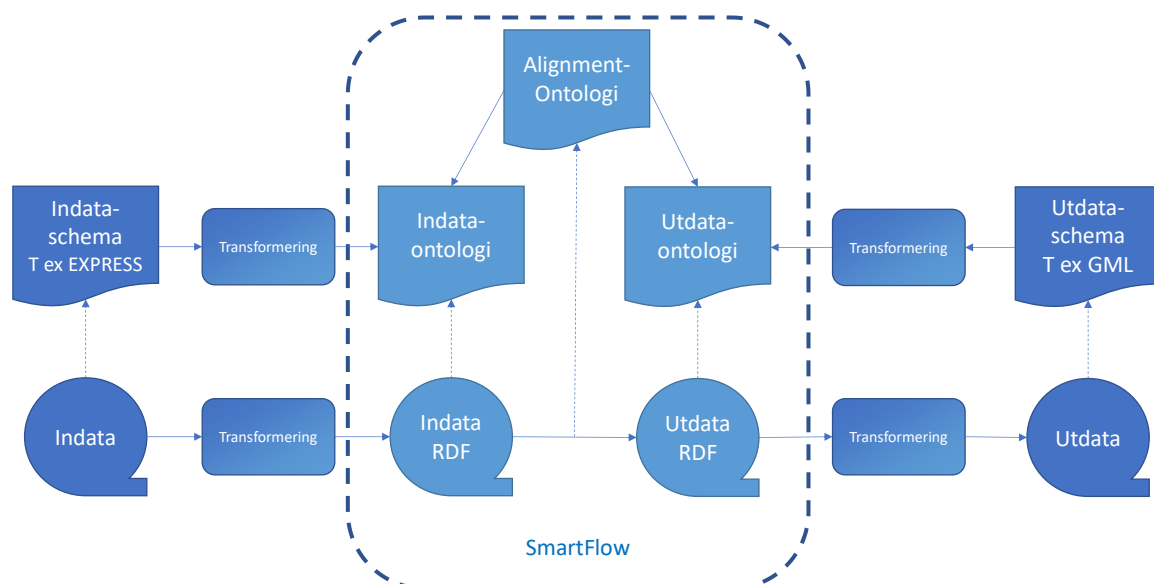 Alignment-
Ontologi
Indata-
schema
T ex EXPRESS
Transformering
Indata-
ontologi
Utdata-
ontologi
Transformering
Utdata-
schema
T ex GML
Indata
Transformering
Indata
RDF
Utdata
RDF
Transformering
Utdata
SmartFlow